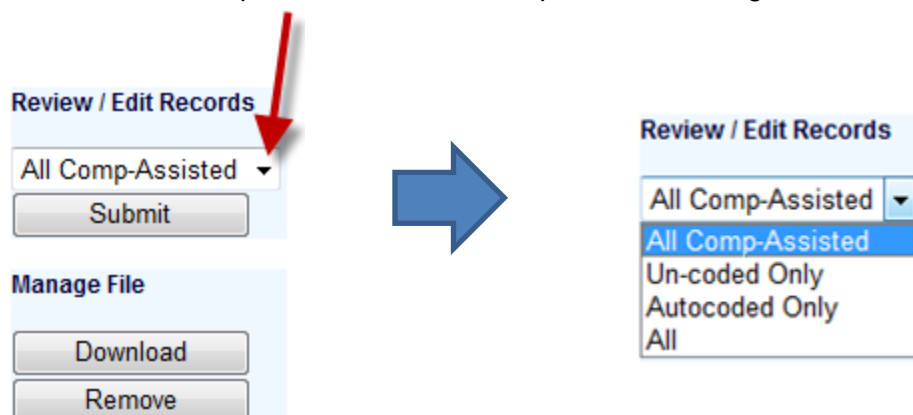 Review / Edit Records
All Comp-Assisted
Submit
Manage File
Download
Remove
Review / Edit Records
All Comp-Assisted
All Comp-Assisted
Un-coded Only
Autocoded Only
All